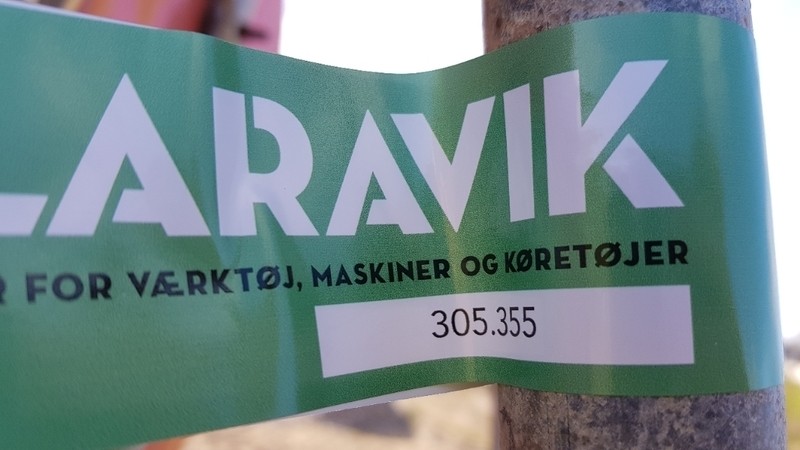 LARAVIK
R FOR VÆRKTØJ, MASKINER OG KØRETØJER
305.355